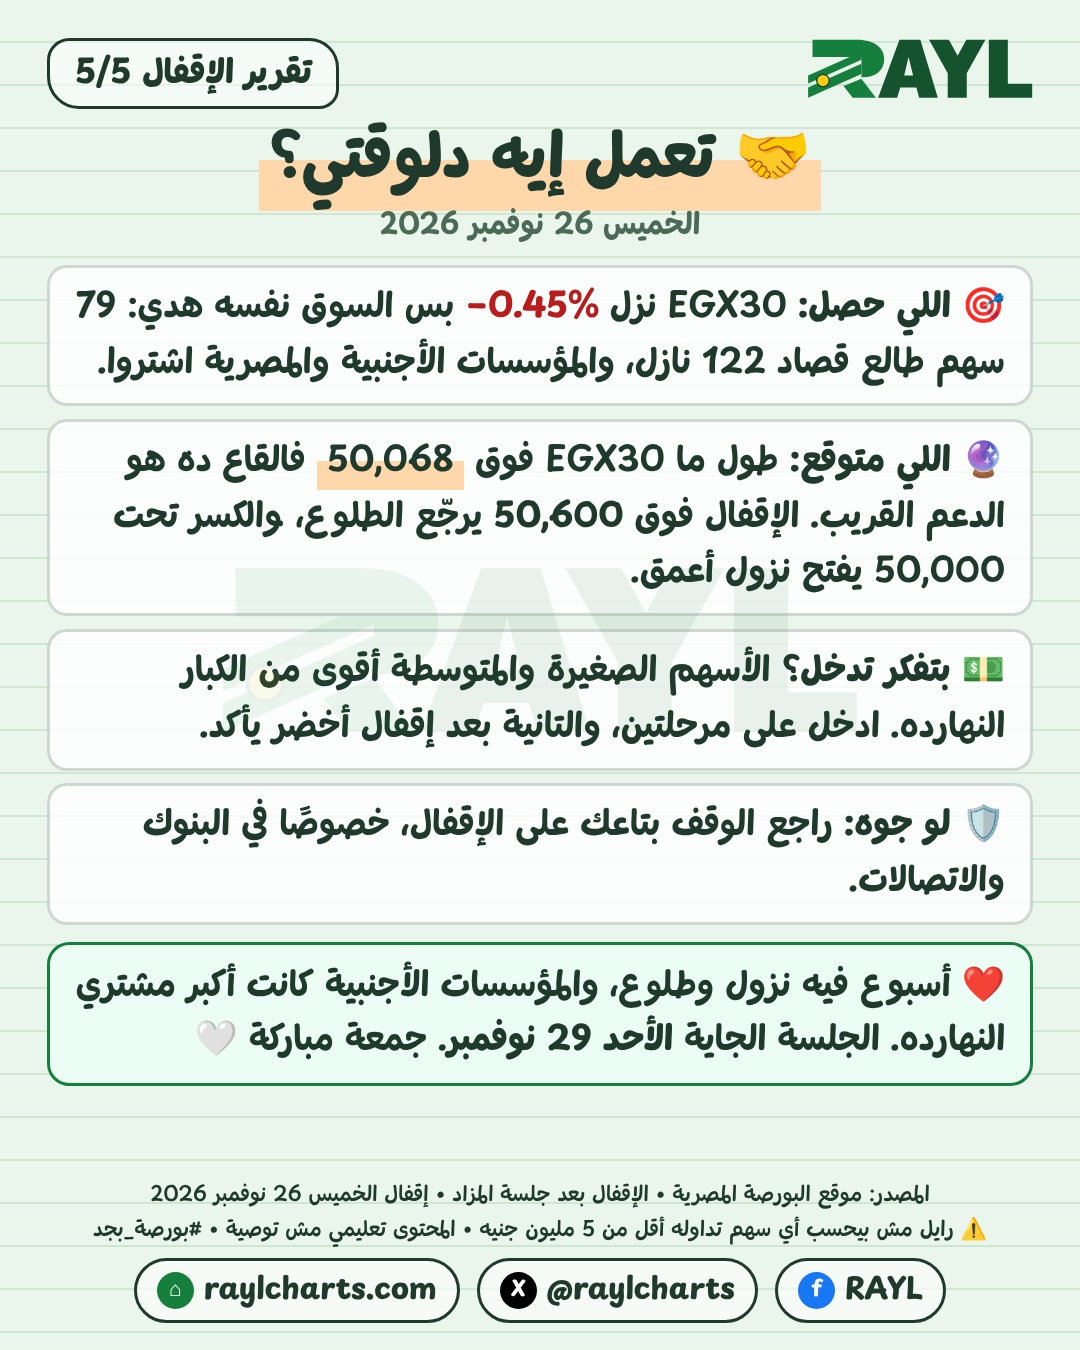 RAYL
تقرير الإقفال 5/5
🤝 تعمل إيه دلوقتي؟
الخميس 26 نوفمبر 2026
🎯 اللي حصل: EGX30 نزل −0.45% بس السوق نفسه هدي: 79
سهم طالع قصاد 122 نازل، والمؤسسات الأجنبية والمصرية اشتروا.
🔮 اللي متوقع: طول ما EGX30 فوق 50,068 فالقاع ده هو
الدعم القريب. الإقفال فوق 50,600 يرجّع الطلوع، والكسر تحت
50,000 يفتح نزول أعمق.
💵 بتفكر تدخل؟ الأسهم الصغيرة والمتوسطة أقوى من الكبار
النهارده. ادخل على مرحلتين، والتانية بعد إقفال أخضر يأكد.
🛡️ لو جوه: راجع الوقف بتاعك على الإقفال، خصوصًا في البنوك
والاتصالات.
❤️ أسبوع فيه نزول وطلوع، والمؤسسات الأجنبية كانت أكبر مشتري
النهارده. الجلسة الجاية الأحد 29 نوفمبر. جمعة مباركة 🤍
المصدر: موقع البورصة المصرية • الإقفال بعد جلسة المزاد • إقفال الخميس 26 نوفمبر 2026
⚠️ رايل مش بيحسب أي سهم تداوله أقل من 5 مليون جنيه • المحتوى تعليمي مش توصية • #بورصة_بجد
RAYL
@raylcharts
raylcharts.com